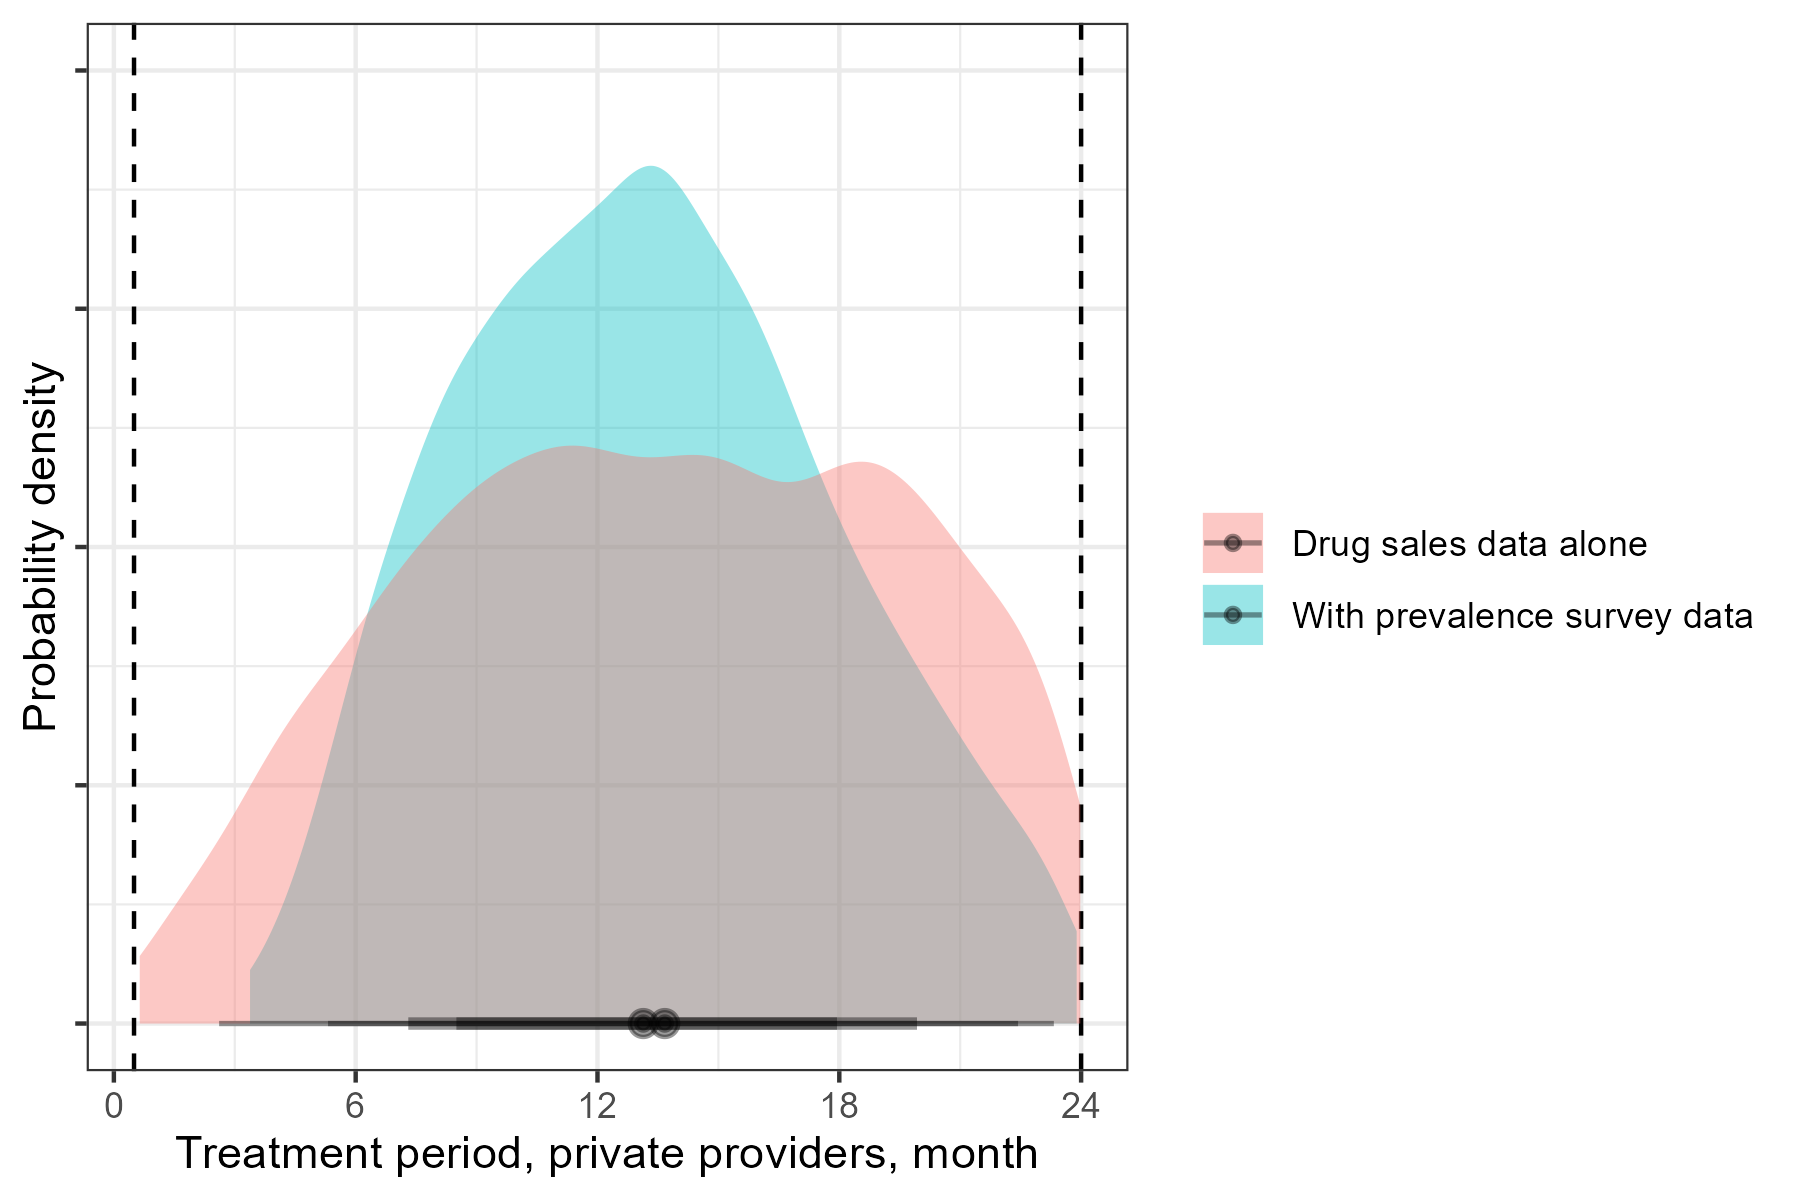 Probability density
0 6 12 18 24
Treatment period, private providers, month
Drug sales data alone
With prevalence survey data